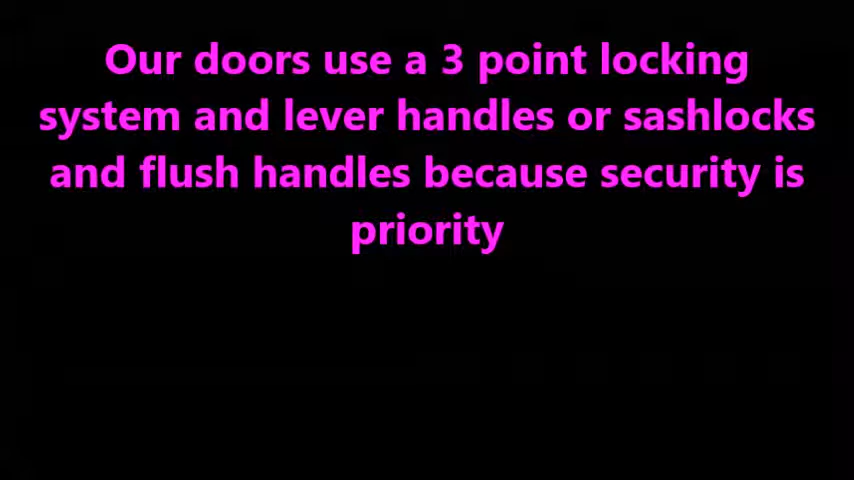 Our doors use a 3 point locking
system and lever handles or sashlocks
and flush handles because security is
priority